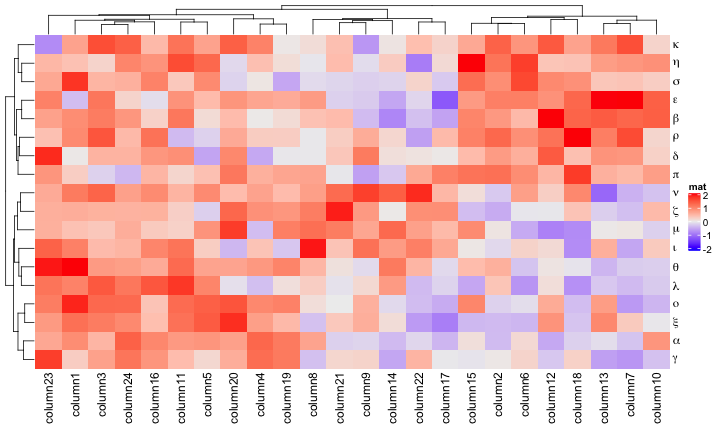 κ
η
σ
ε
β
ρ
δ
π
ν
ζ
μ
ι
θ
λ
ο
ξ
α
γ
mat
2
1
0
-1
-2
column23
column1
column3
column24
column16
column11
column5
column20
column4
column19
column8
column21
column9
column14
column22
column17
column15
column2
column6
column12
column18
column13
column7
column10